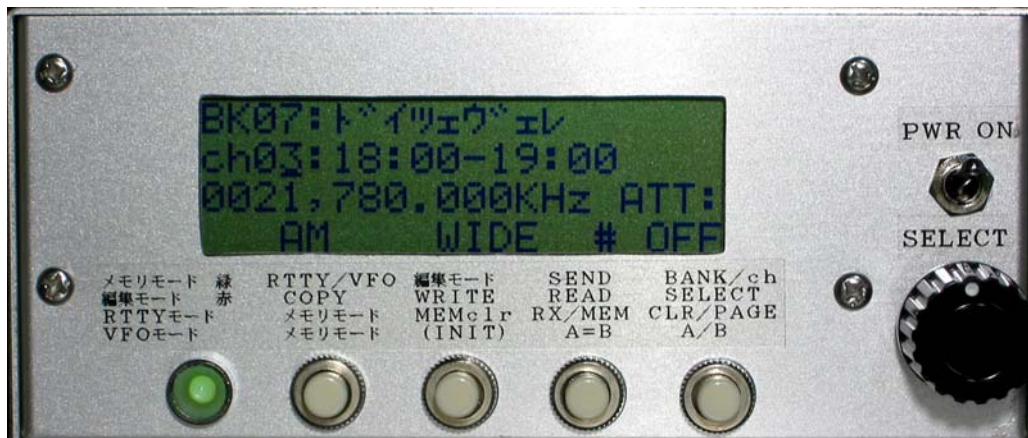 BK07:ドイツェヴェレ
ch03:18:00-19:00
0021,780.000KHz ATT:
AM WIDE # OFF
PWR ON
SELECT
メモリモード 緑 RTTY/VFO 編集モード SEND BANK/ch
編集モード 赤 COPY WRITE READ SELECT
RTTYモード メモリモード MEMclr RX/MEM CLR/PAGE
VFOモード メモリモード (INIT) A=B A/B